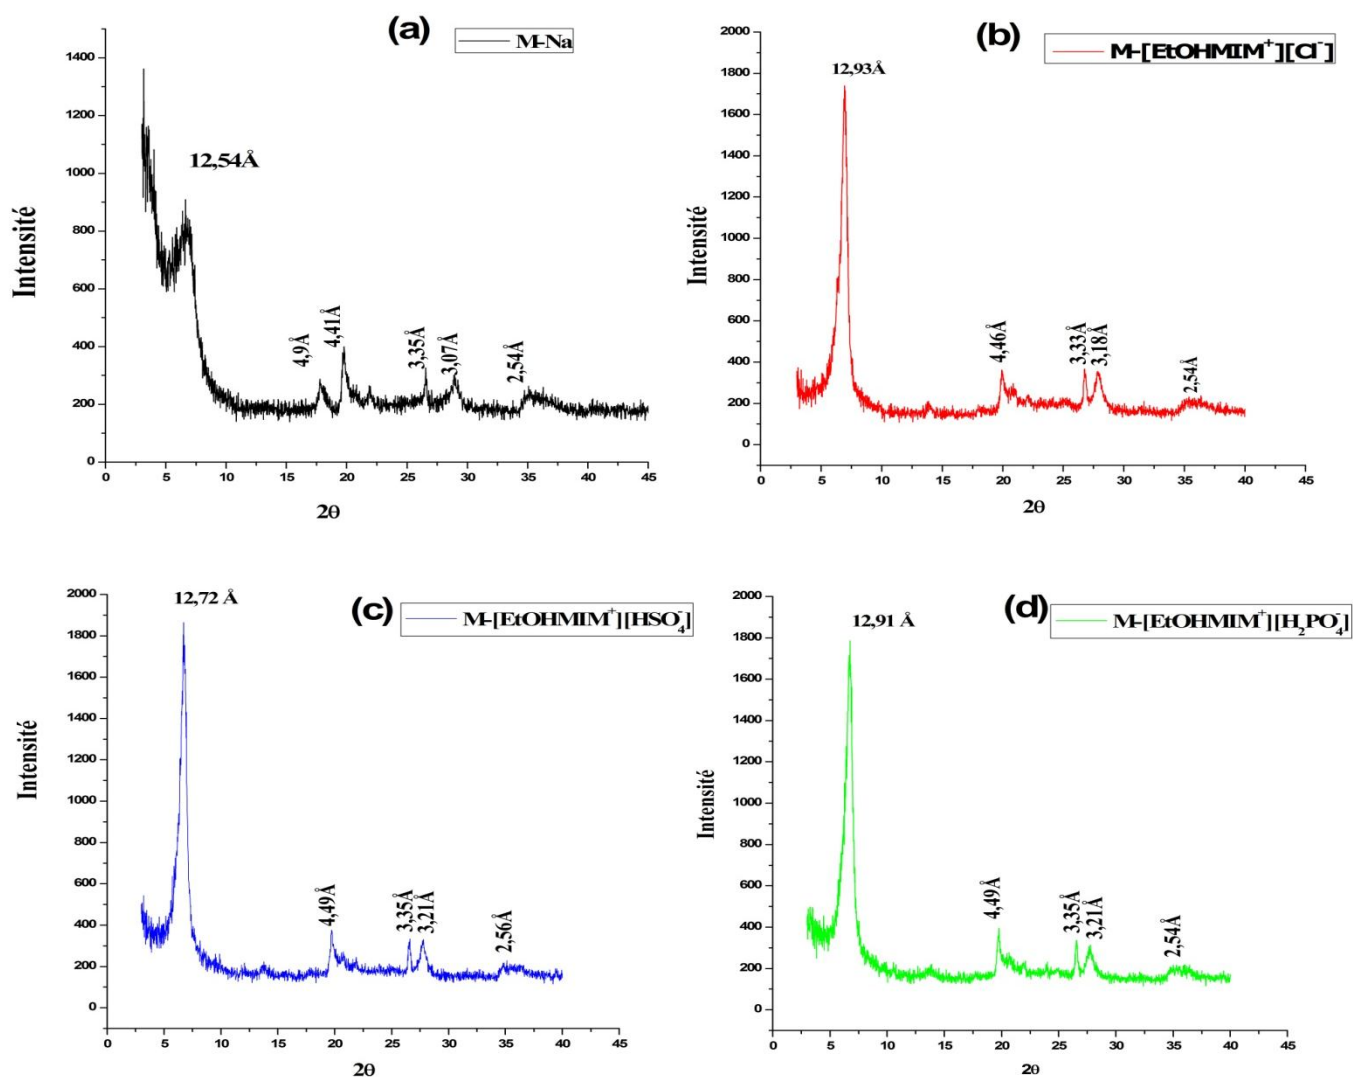 (a)
M-Na
1400
1200
1000
800
600
400
200
0
Intensité
12,54Å
4,9Å
4,41Å
3,35Å
3,07Å
2,54Å
0 5 10 15 20 25 30 35 40 45
2θ
(b)
M-[EtOHMIM⁺][Cl⁻]
2000
1800
1600
1400
1200
1000
800
600
400
200
0
Intensité
12,93Å
4,46Å
3,33Å
3,18Å
2,54Å
0 5 10 15 20 25 30 35 40 45
2θ
(c)
M-[EtOHMIM⁺][HSO₄⁻]
2000
1800
1600
1400
1200
1000
800
600
400
200
0
Intensité
12,72 Å
4,49Å
3,35Å
3,21Å
2,56Å
0 5 10 15 20 25 30 35 40 45
2θ
(d)
M-[EtOHMIM⁺][H₂PO₄⁻]
2000
1800
1600
1400
1200
1000
800
600
400
200
0
Intensité
12,91 Å
4,49Å
3,35Å
3,21Å
2,54Å
0 5 10 15 20 25 30 35 40 45
2θ